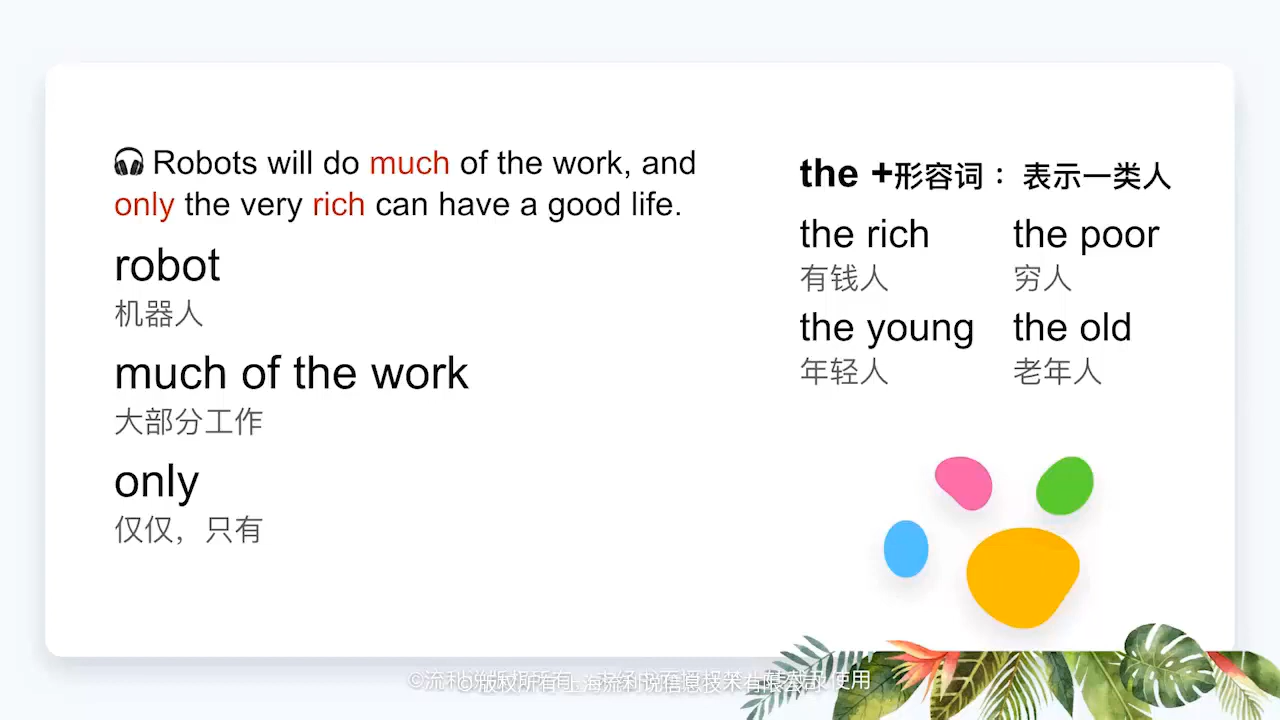 Robots will do much of the work, and
only the very rich can have a good life.
robot
机器人
much of the work
大部分工作
only
仅仅，只有
the +形容词： 表示一类人
the rich the poor
有钱人 穷人
the young the old
年轻人 老年人